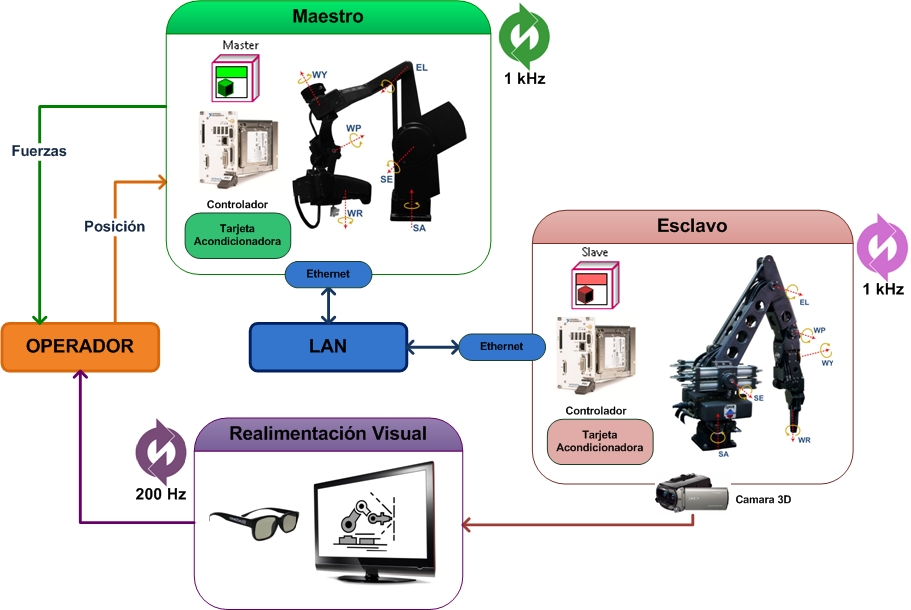 Maestro
Master
1 kHz
WY
EL
WP
SE
WR
SA
Controlador
Tarjeta
Acondicionadora
Fuerzas
Posición
Ethernet
OPERADOR
LAN
Ethernet
Esclavo
Slave
1 kHz
EL
WP
WY
SE
WR
SA
Controlador
Tarjeta
Acondicionadora
Camara 3D
Realimentación Visual
200 Hz